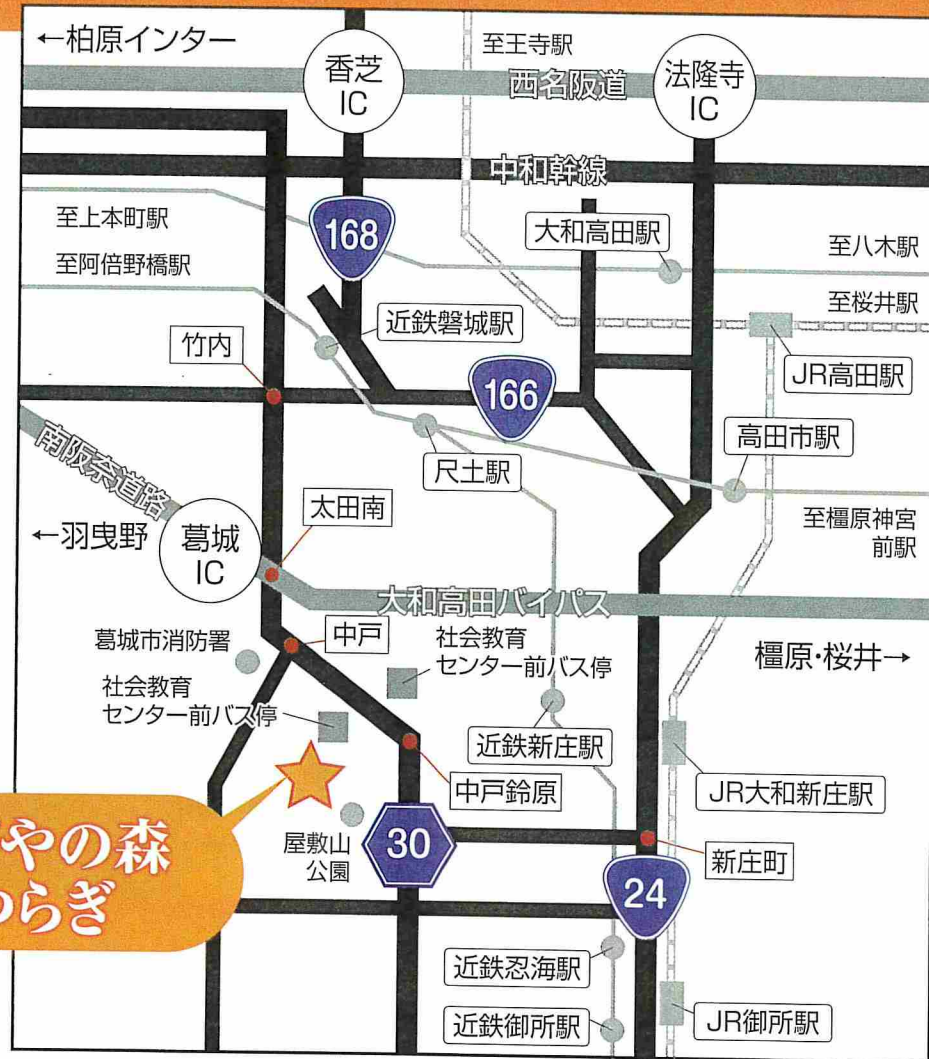 ←柏原インター
香芝
IC
至王寺駅
西名阪道
法隆寺
IC
中和幹線
至上本町駅
168
大和高田駅
至八木駅
至阿倍野橋駅
至桜井駅
竹内
近鉄磐城駅
166
JR高田駅
南阪奈道路
尺土駅
高田市駅
←羽曳野
葛城
IC
太田南
至橿原神宮
前駅
大和高田バイパス
葛城市消防署
中戸
社会教育
センター前バス停
橿原・桜井→
社会教育
センター前バス停
近鉄新庄駅
中戸鈴原
JR大和新庄駅
やの森
らぎ
屋敷山
公園
30
新庄町
24
近鉄忍海駅
近鉄御所駅
JR御所駅